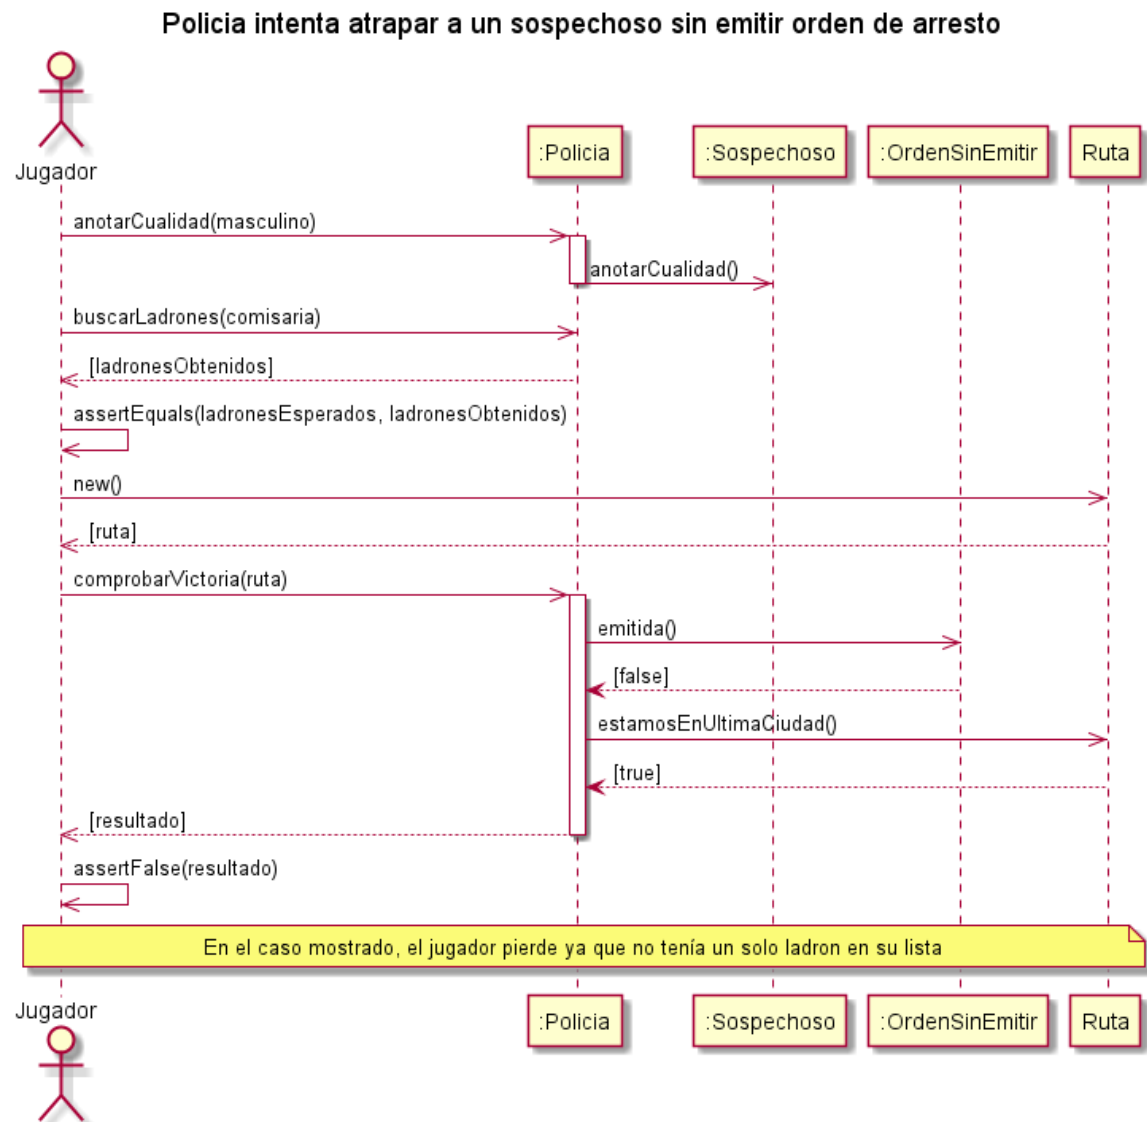 Policia intenta atrapar a un sospechoso sin emitir orden de arresto
Jugador
:Policia
:Sospechoso
:OrdenSinEmitir
Ruta
anotarCualidad(masculino)
anotarCualidad()
buscarLadrones(comisaria)
[ladronesObtenidos]
assertEquals(ladronesEsperados, ladronesObtenidos)
new()
[ruta]
comprobarVictoria(ruta)
emitida()
[false]
estamosEnUltimaCiudad()
[true]
[resultado]
assertFalse(resultado)
En el caso mostrado, el jugador pierde ya que no tenía un solo ladron en su lista
Jugador
:Policia
:Sospechoso
:OrdenSinEmitir
Ruta